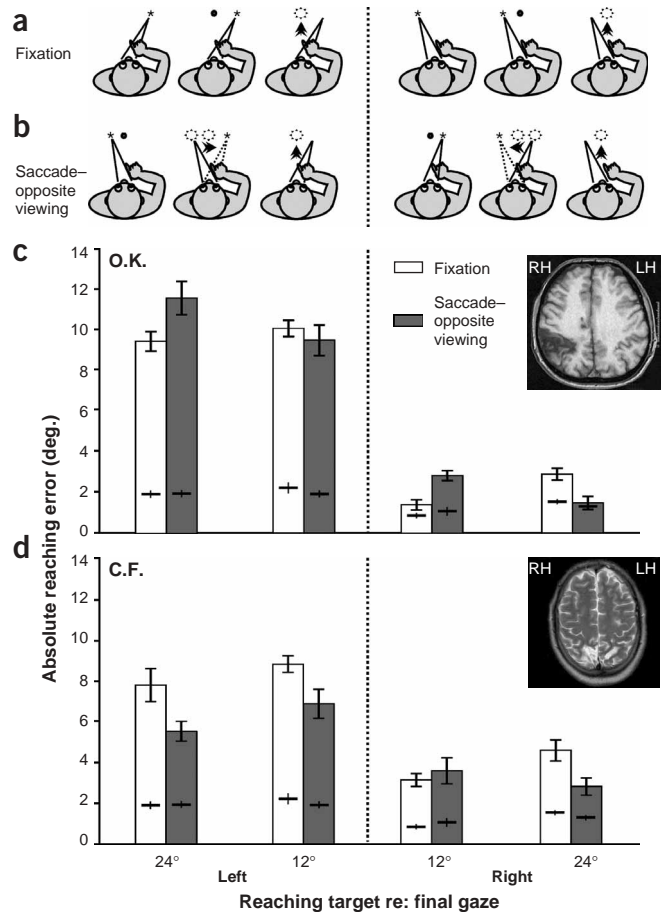 a
Fixation
b
Saccade–
opposite
viewing
c
O.K.
Fixation
Saccade–
opposite
viewing
RH LH
14
12
10
8
6
4
2
0
Absolute reaching error (deg.)
d
C.F.
RH LH
14
12
10
8
6
4
2
0
24° 12° 12° 24°
Left Right
Reaching target re: final gaze